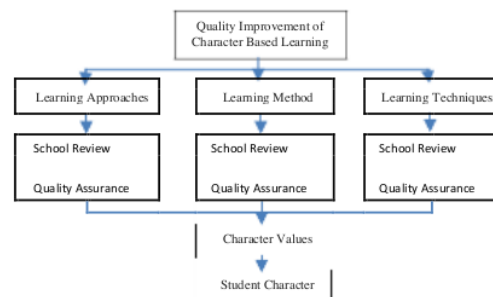 Quality Improvement of
Character Based Learning
Learning Approaches
Learning Method
Learning Techniques
School Review
Quality Assurance
School Review
Quality Assurance
School Review
Quality Assurance
Character Values
Student Character